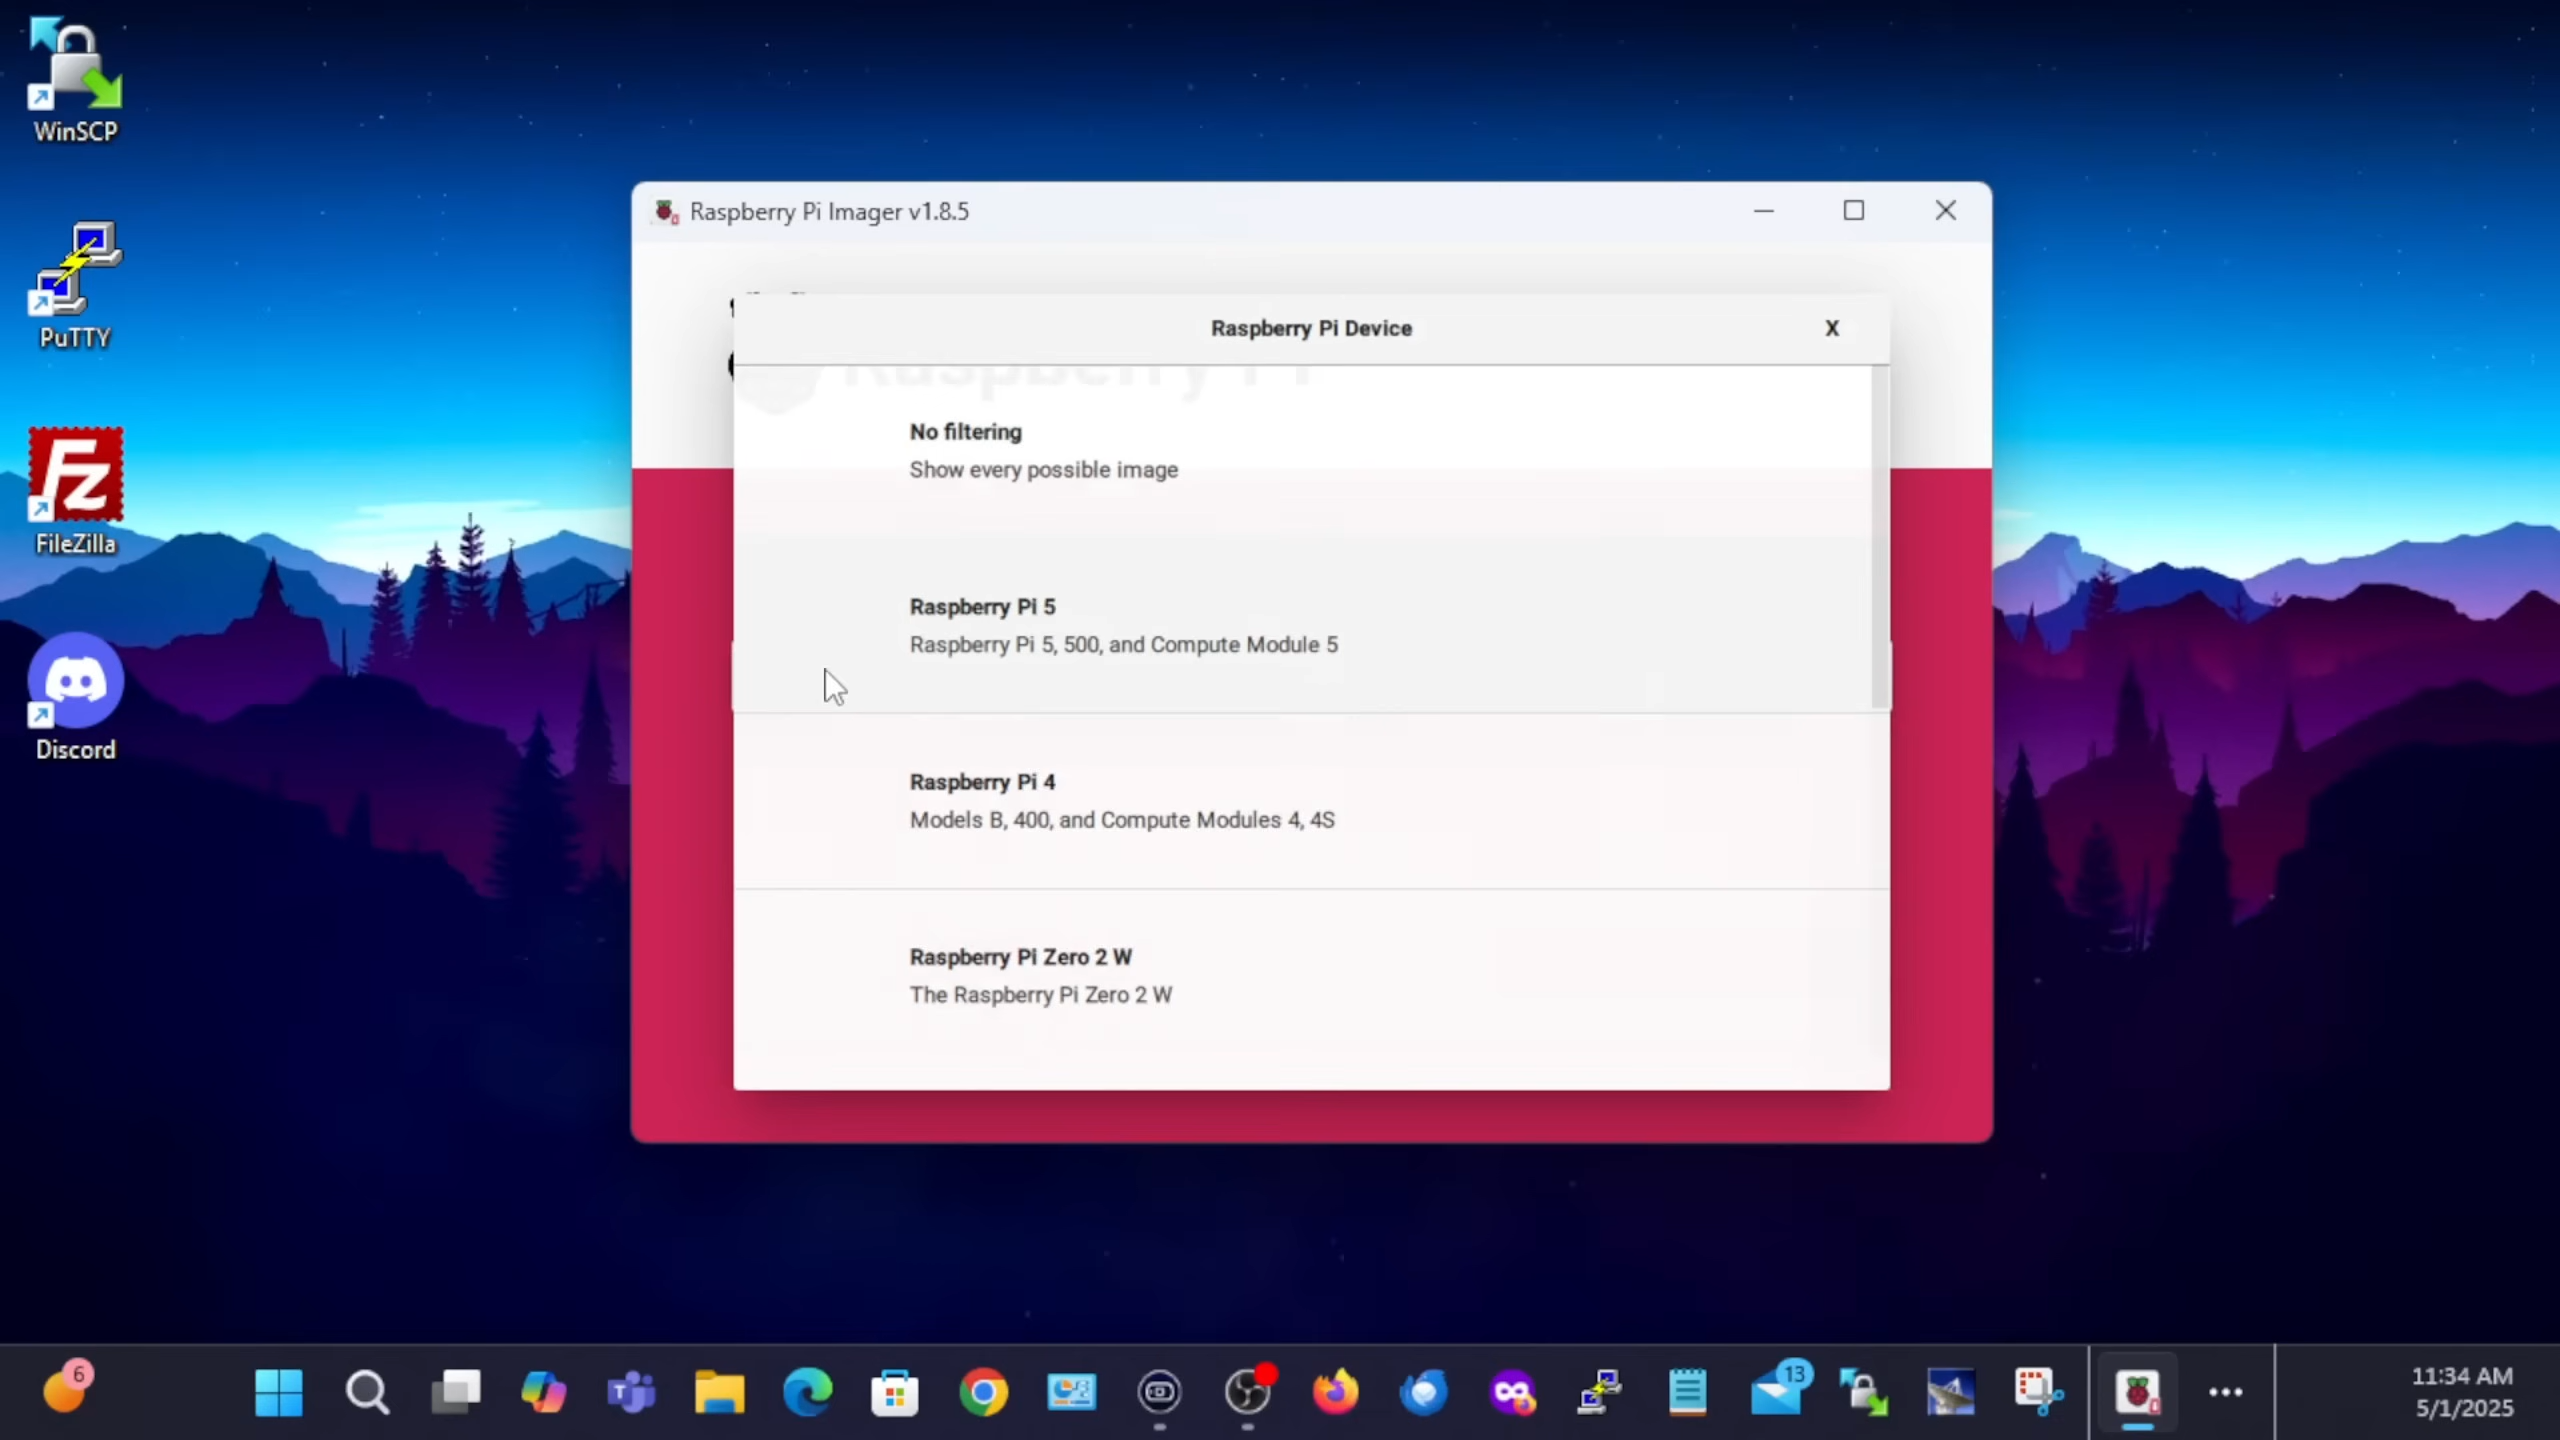 WinSCP
PuTTY
FileZilla
Discord
Raspberry Pi Imager v1.8.5
Raspberry Pi Device
X
Raspberry Pi
No filtering
Show every possible image
Raspberry Pi 5
Raspberry Pi 5, 500, and Compute Module 5
Raspberry Pi 4
Models B, 400, and Compute Modules 4, 4S
Raspberry Pi Zero 2 W
The Raspberry Pi Zero 2 W
6
13
11:34 AM
5/1/2025